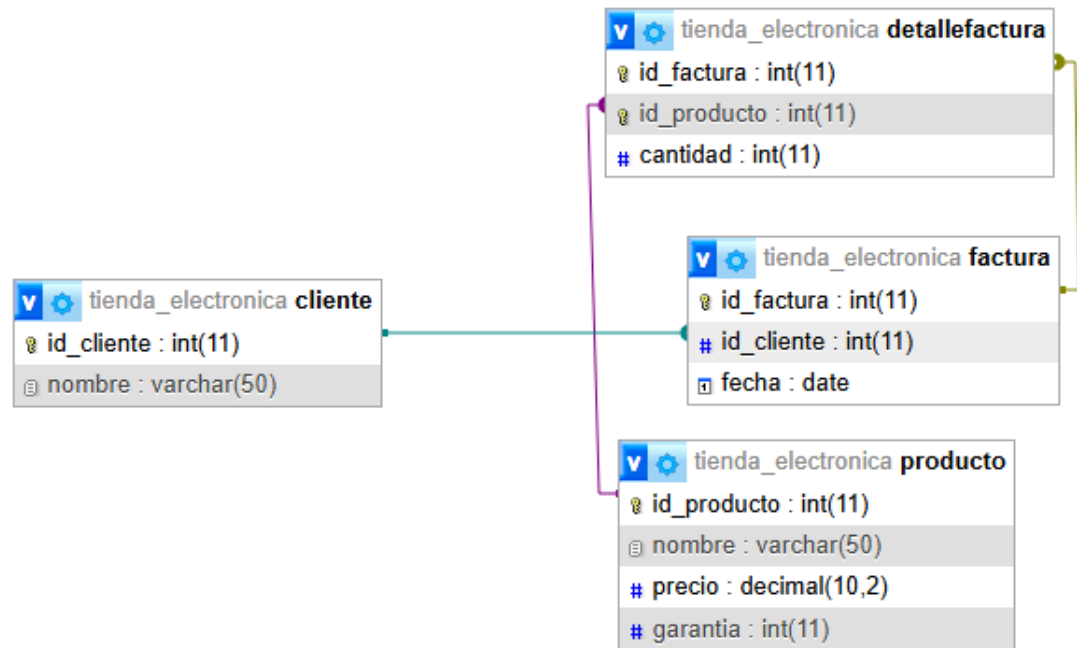 v tienda_electronica detallefactura
id_factura : int(11)
id_producto : int(11)
# cantidad : int(11)
v tienda_electronica factura
id_factura : int(11)
# id_cliente : int(11)
1 fecha : date
v tienda_electronica cliente
id_cliente : int(11)
nombre : varchar(50)
v tienda_electronica producto
id_producto : int(11)
nombre : varchar(50)
# precio : decimal(10,2)
# garantia : int(11)